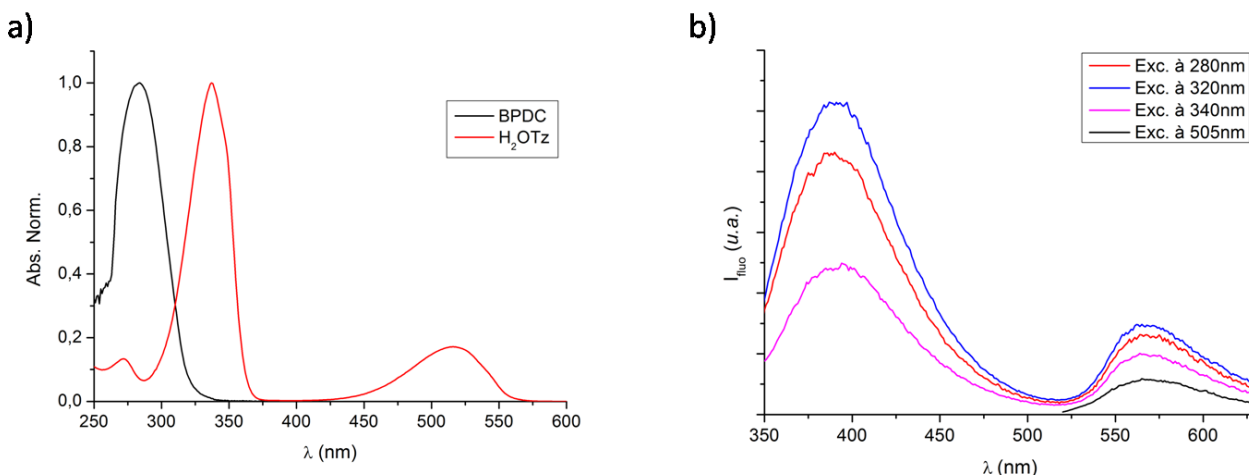 a)
Abs. Norm.
1,0
0,8
0,6
0,4
0,2
0,0
250 300 350 400 450 500 550 600
λ (nm)
BPDC
H₂OTz
b)
I_fluo (u.a.)
350 400 450 500 550 600
λ (nm)
Exc. à 280nm
Exc. à 320nm
Exc. à 340nm
Exc. à 505nm